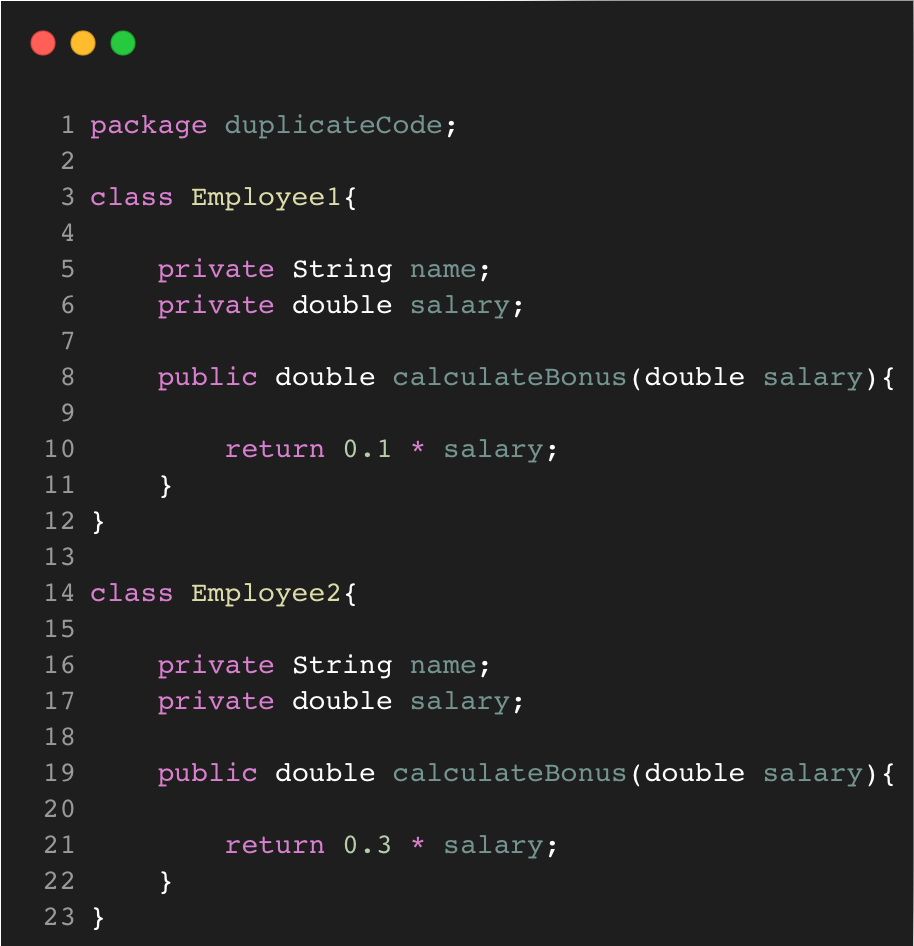 1 package duplicateCode;
2
3 class Employee1{
4
5     private String name;
6     private double salary;
7
8     public double calculateBonus(double salary){
9
10         return 0.1 * salary;
11     }
12 }
13
14 class Employee2{
15
16     private String name;
17     private double salary;
18
19     public double calculateBonus(double salary){
20
21         return 0.3 * salary;
22     }
23 }